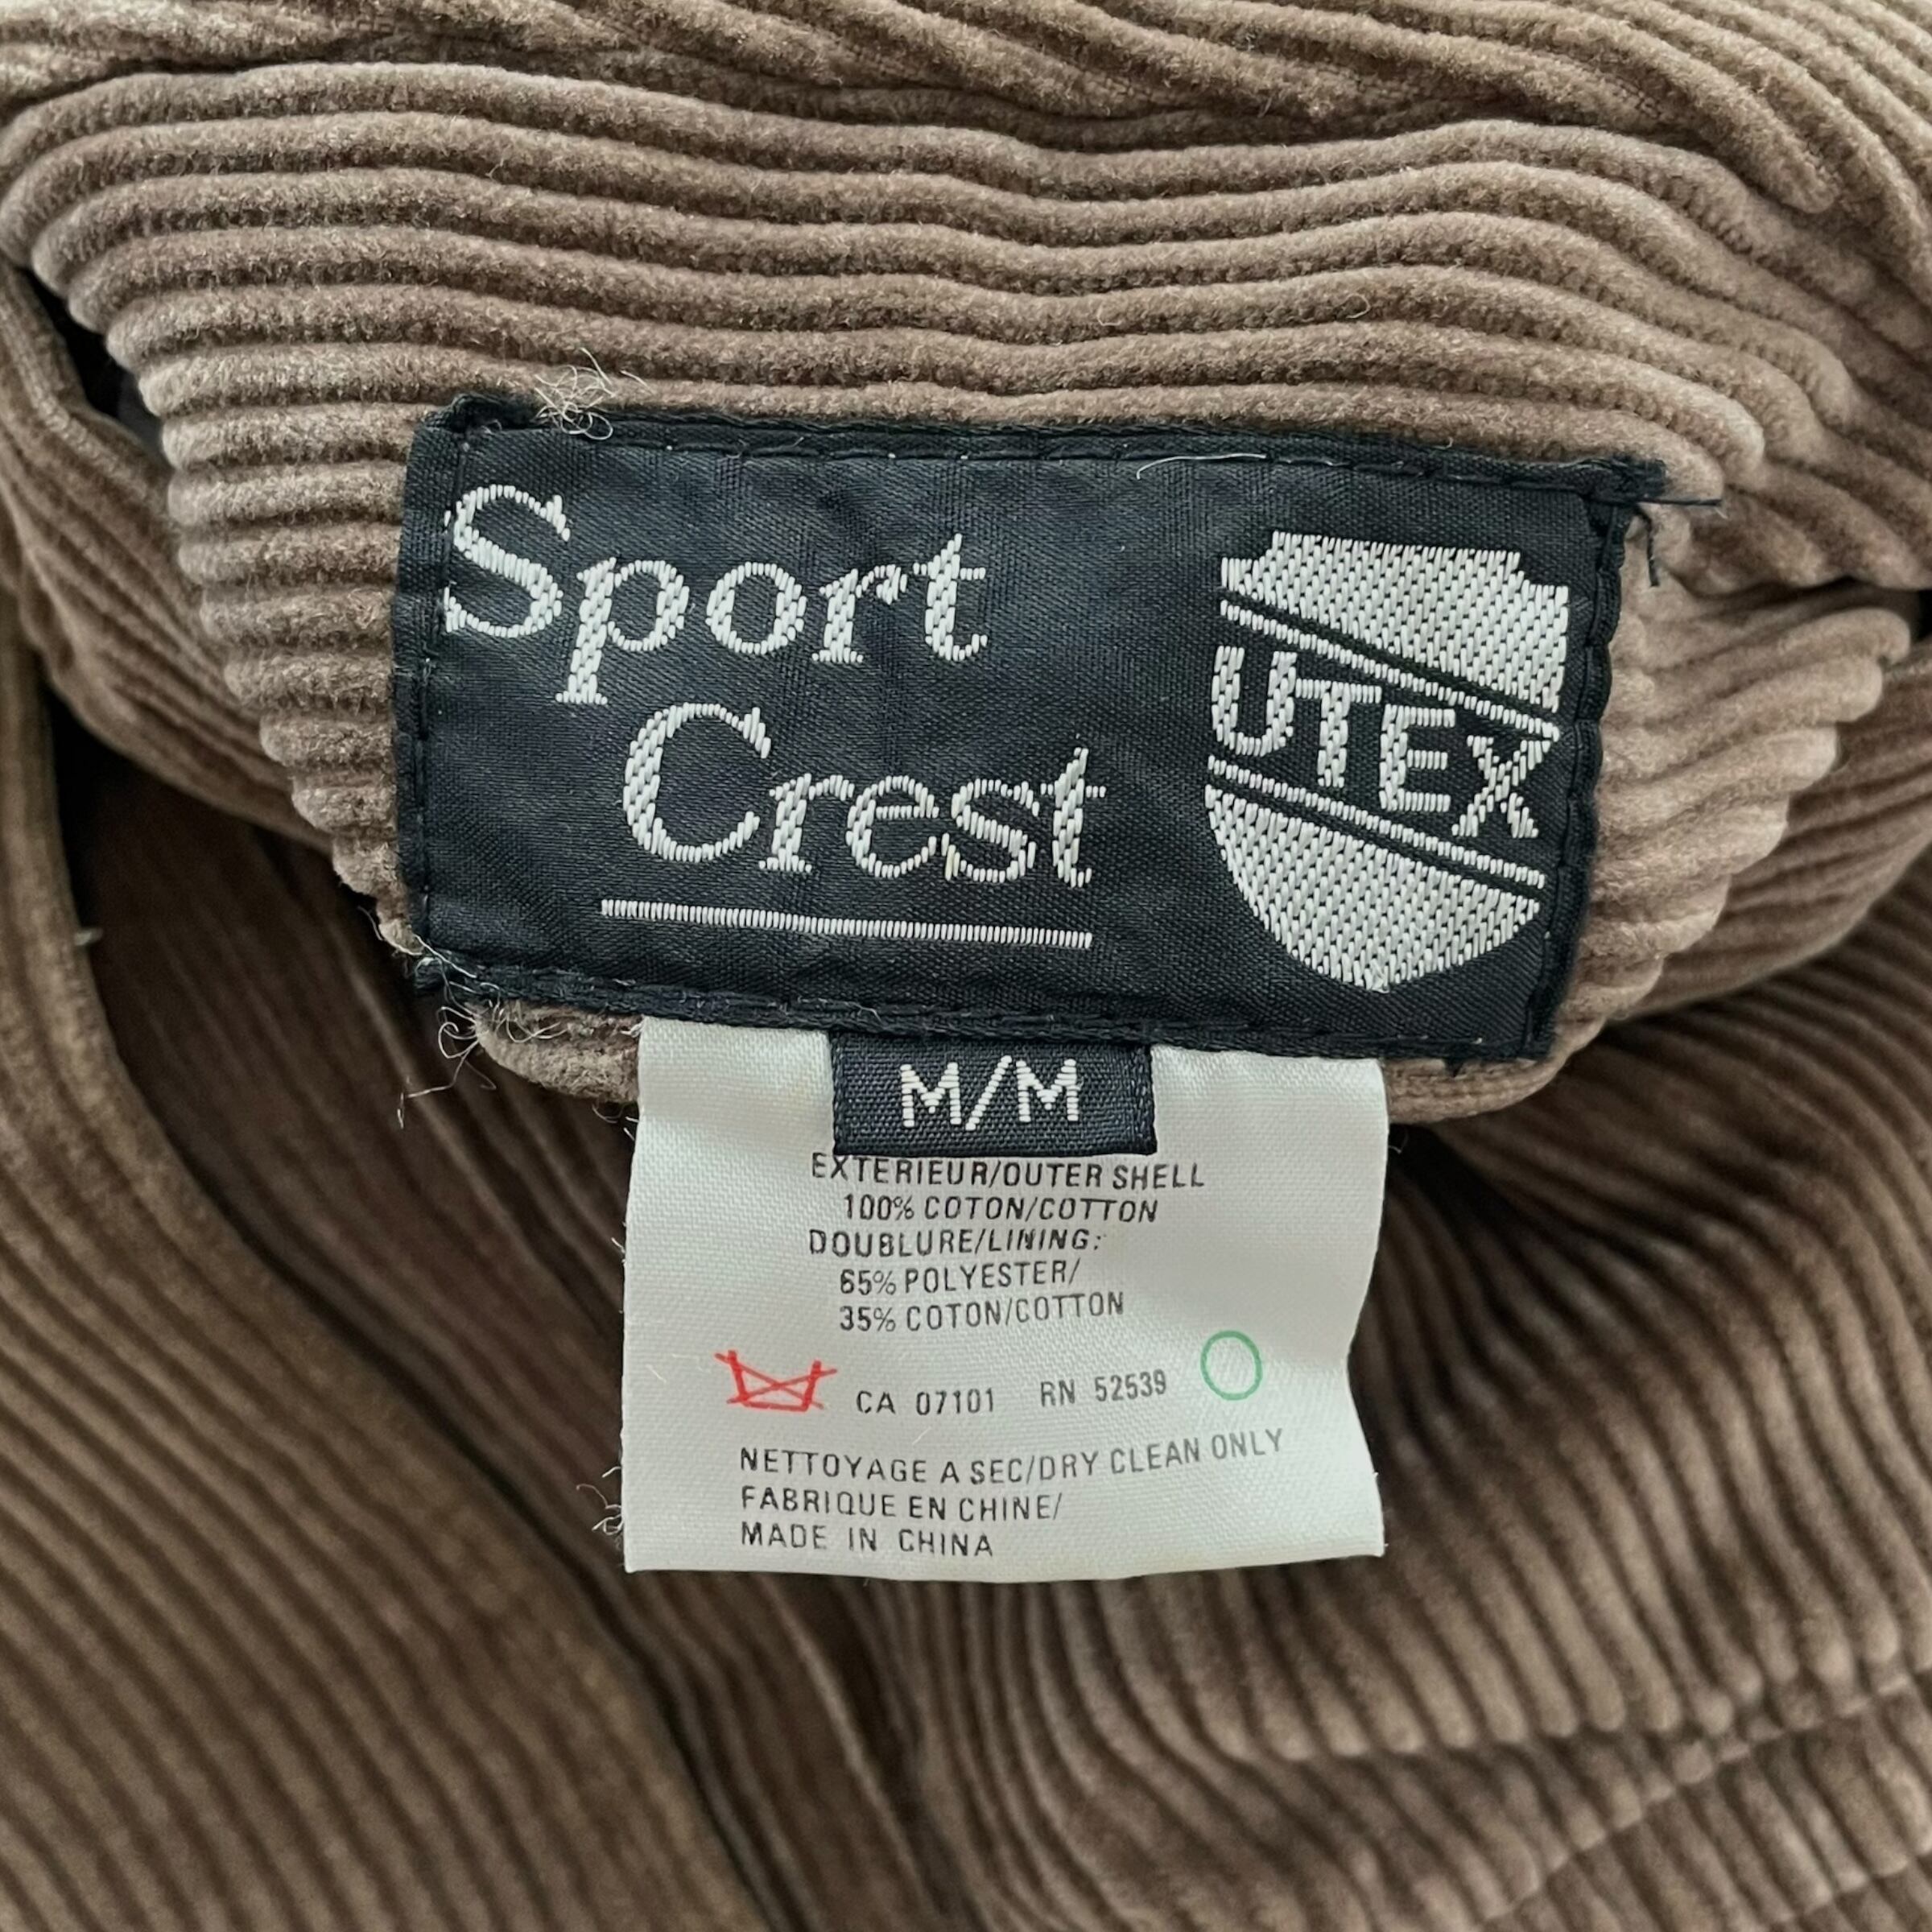 Sport
Crest
UTEX
M/M
EXTERIEUR/OUTER SHELL
100% COTON/COTTON
DOUBLURE/LINING:
65% POLYESTER/
35% COTON/COTTON
CA 07101 RN 52539
NETTOYAGE A SEC/DRY CLEAN ONLY
FABRIQUE EN CHINE/
MADE IN CHINA